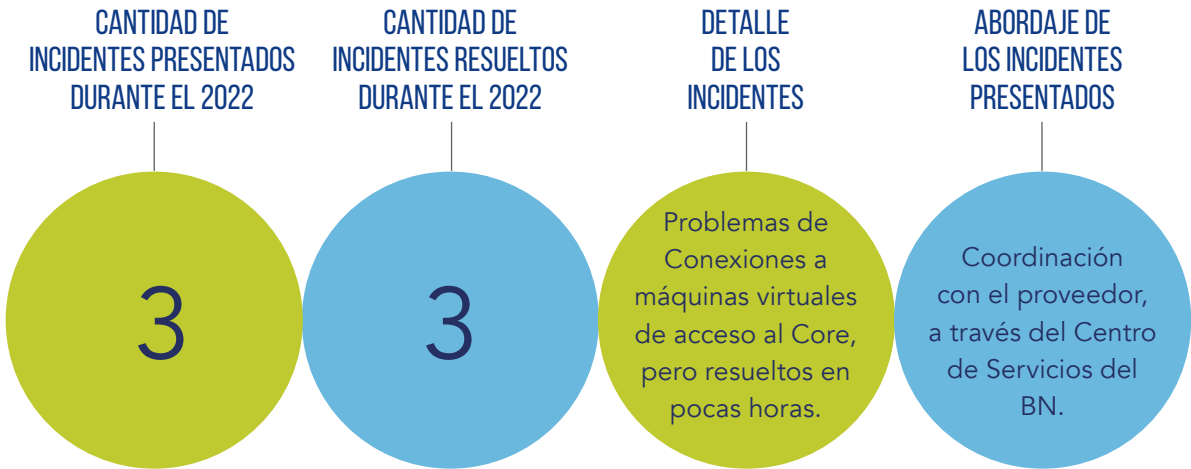 CANTIDAD DE
INCIDENTES PRESENTADOS
DURANTE EL 2022
3
CANTIDAD DE
INCIDENTES RESUELTOS
DURANTE EL 2022
3
DETALLE
DE LOS
INCIDENTES
Problemas de
Conexiones a
máquinas virtuales
de acceso al Core,
pero resueltos en
pocas horas.
ABORDAJE DE
LOS INCIDENTES
PRESENTADOS
Coordinación
con el proveedor,
a través del Centro
de Servicios del
BN.